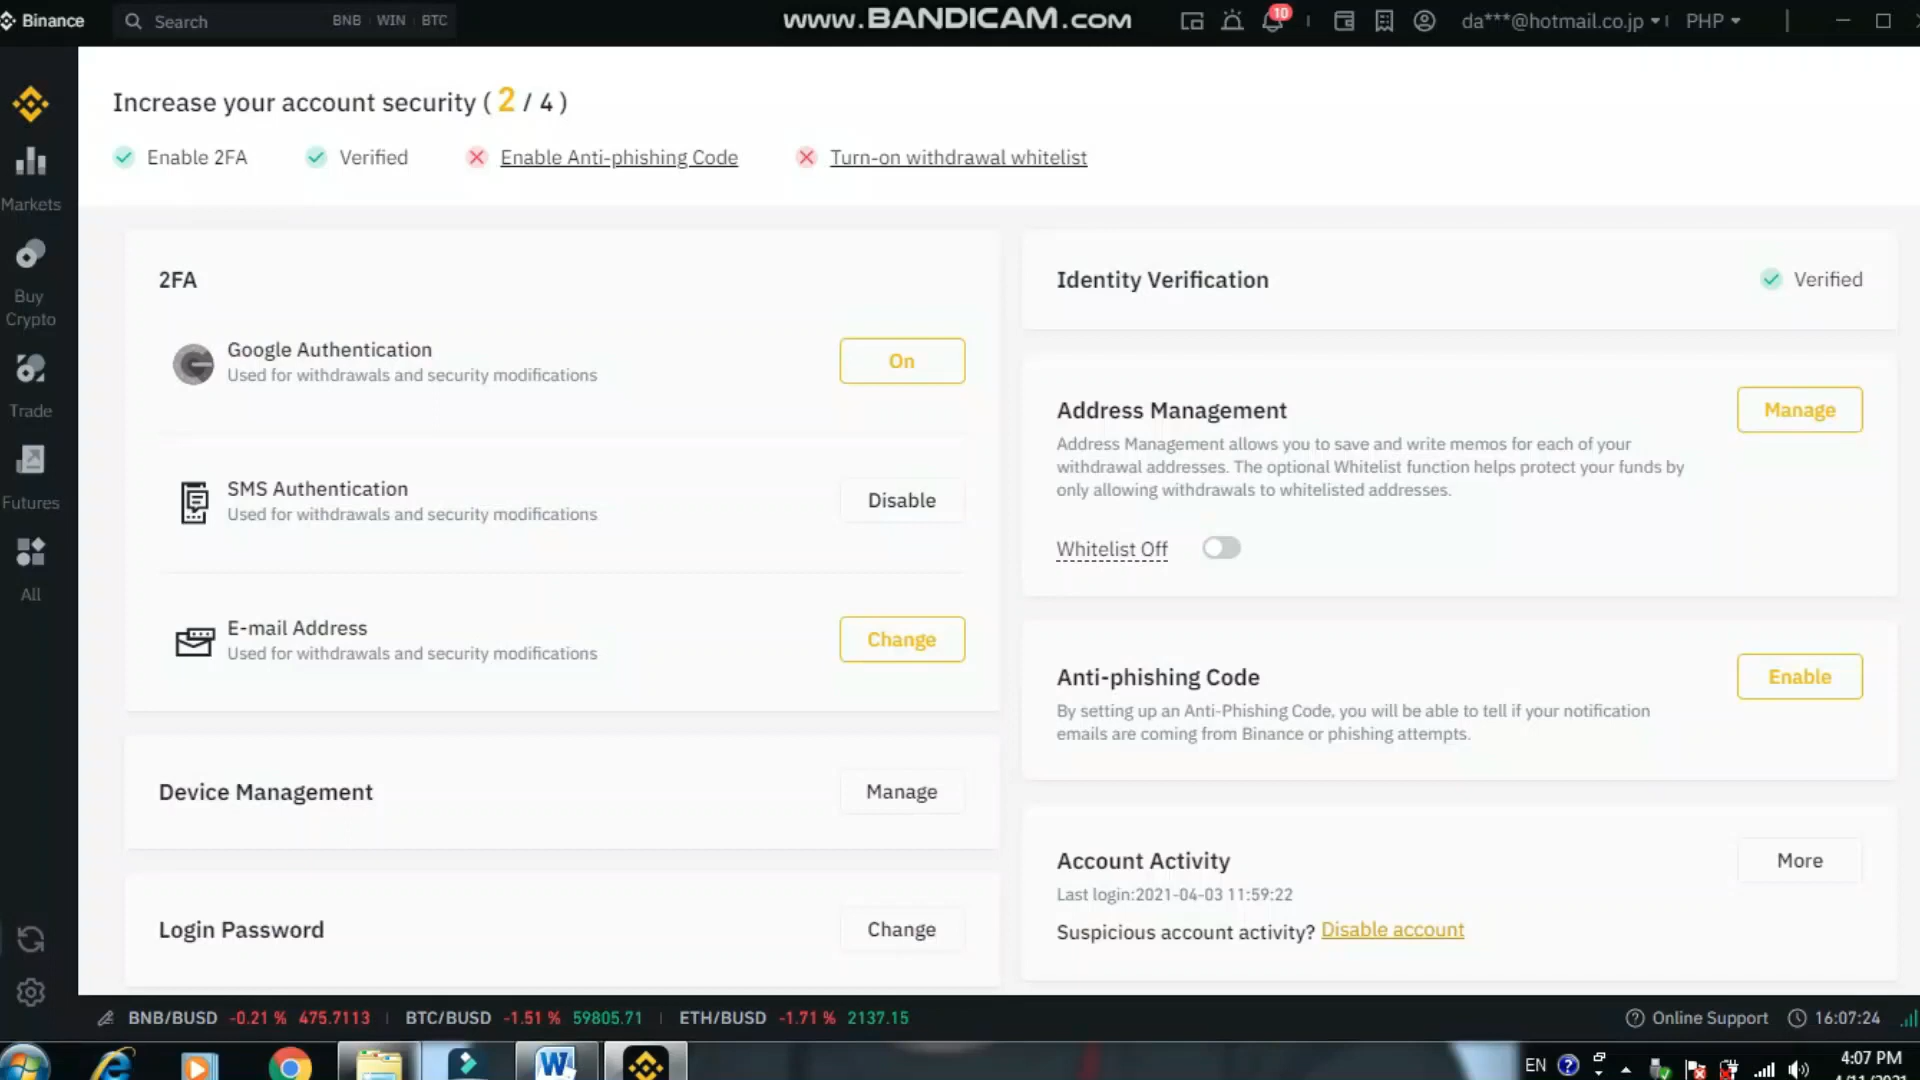 Binance
Search
BNB
WIN
BTC
www.BANDICAM.com
10
da***@hotmail.co.jp
PHP
Increase your account security ( 2 / 4 )
Enable 2FA
Verified
Enable Anti-phishing Code
Turn-on withdrawal whitelist
Markets
Buy
Crypto
Trade
Futures
All
2FA
Google Authentication
Used for withdrawals and security modifications
On
SMS Authentication
Used for withdrawals and security modifications
Disable
E-mail Address
Used for withdrawals and security modifications
Change
Device Management
Manage
Login Password
Change
Identity Verification
Verified
Address Management
Manage
Address Management allows you to save and write memos for each of your
withdrawal addresses. The optional Whitelist function helps protect your funds by
only allowing withdrawals to whitelisted addresses.
Whitelist Off
Anti-phishing Code
Enable
By setting up an Anti-Phishing Code, you will be able to tell if your notification
emails are coming from Binance or phishing attempts.
Account Activity
More
Last login:2021-04-03 11:59:22
Suspicious account activity? Disable account
BNB/BUSD -0.21 % 475.7113
BTC/BUSD -1.51 % 59805.71
ETH/BUSD -1.71 % 2137.15
Online Support
16:07:24
EN
4:07 PM